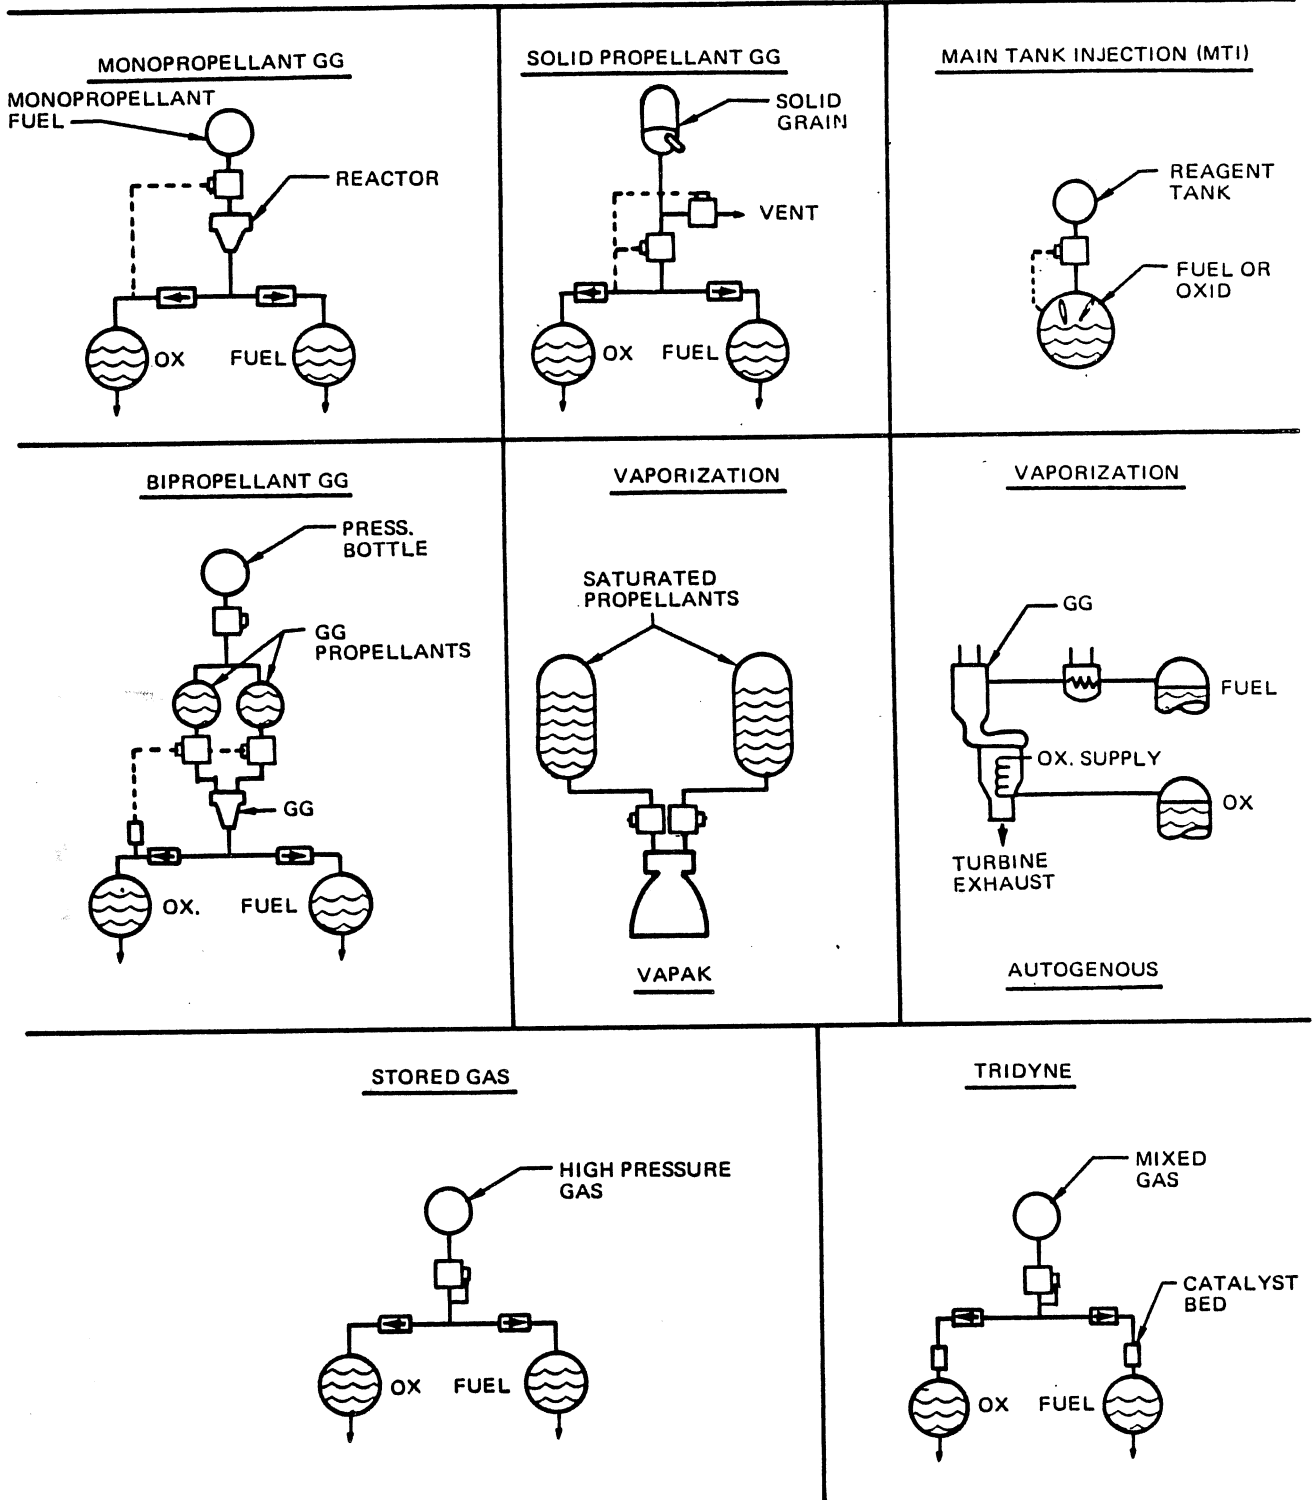 MONOPROPELLANT GG
MONOPROPELLANT
FUEL
REACTOR
OX
FUEL
SOLID PROPELLANT GG
SOLID
GRAIN
VENT
OX
FUEL
MAIN TANK INJECTION (MTI)
REAGENT
TANK
FUEL OR
OXID
BIPROPELLANT GG
PRESS.
BOTTLE
GG
PROPELLANTS
GG
OX.
FUEL
VAPORIZATION
SATURATED
PROPELLANTS
VAPAK
VAPORIZATION
GG
FUEL
OX. SUPPLY
OX
TURBINE
EXHAUST
AUTOGENOUS
STORED GAS
HIGH PRESSURE
GAS
OX
FUEL
TRIDYNE
MIXED
GAS
CATALYST
BED
OX
FUEL